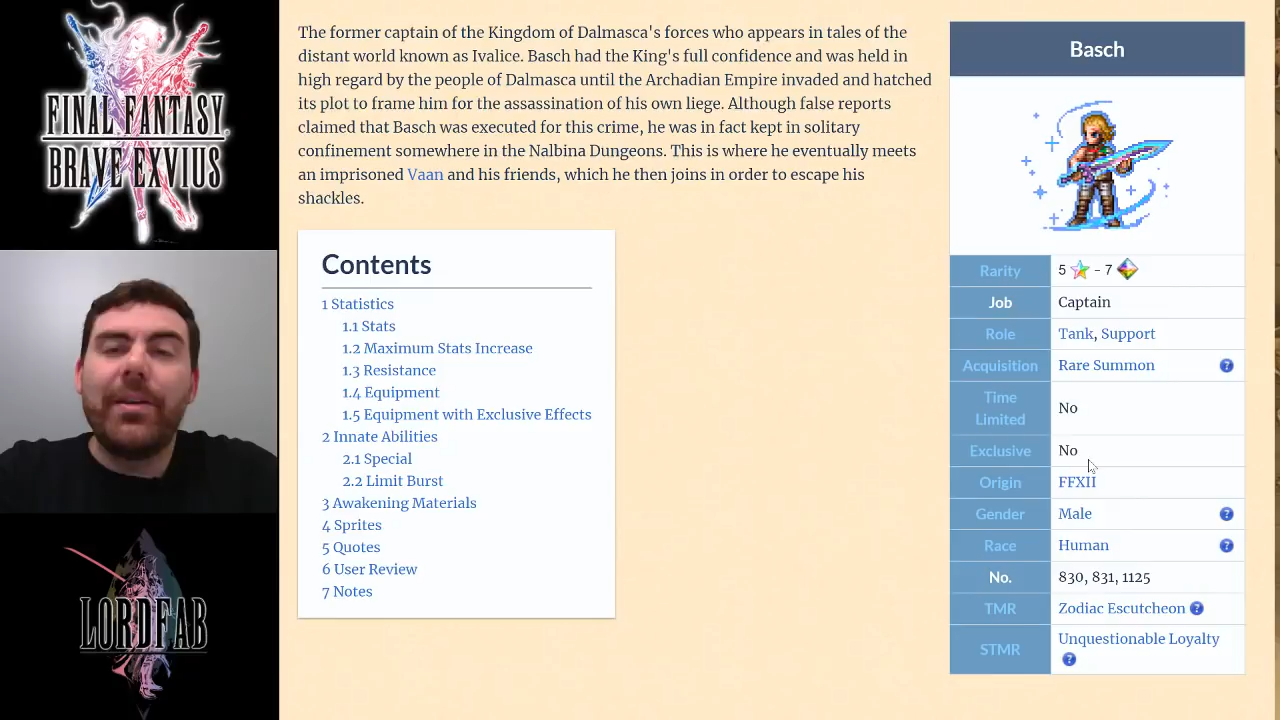 FINAL FANTASY
BRAVE EXVIUS
LORDFAB
The former captain of the Kingdom of Dalmasca's forces who appears in tales of the
distant world known as Ivalice. Basch had the King's full confidence and was held in
high regard by the people of Dalmasca until the Archadian Empire invaded and hatched
its plot to frame him for the assassination of his own liege. Although false reports
claimed that Basch was executed for this crime, he was in fact kept in solitary
confinement somewhere in the Nalbina Dungeons. This is where he eventually meets
an imprisoned Vaan and his friends, which he then joins in order to escape his
shackles.
Contents
1 Statistics
1.1 Stats
1.2 Maximum Stats Increase
1.3 Resistance
1.4 Equipment
1.5 Equipment with Exclusive Effects
2 Innate Abilities
2.1 Special
2.2 Limit Burst
3 Awakening Materials
4 Sprites
5 Quotes
6 User Review
7 Notes
Basch
Rarity 5 - 7
Job Captain
Role Tank, Support
Acquisition Rare Summon ?
Time
Limited No
Exclusive No
Origin FFXII
Gender Male ?
Race Human ?
No. 830, 831, 1125
TMR Zodiac Escutcheon ?
STMR Unquestionable Loyalty
?